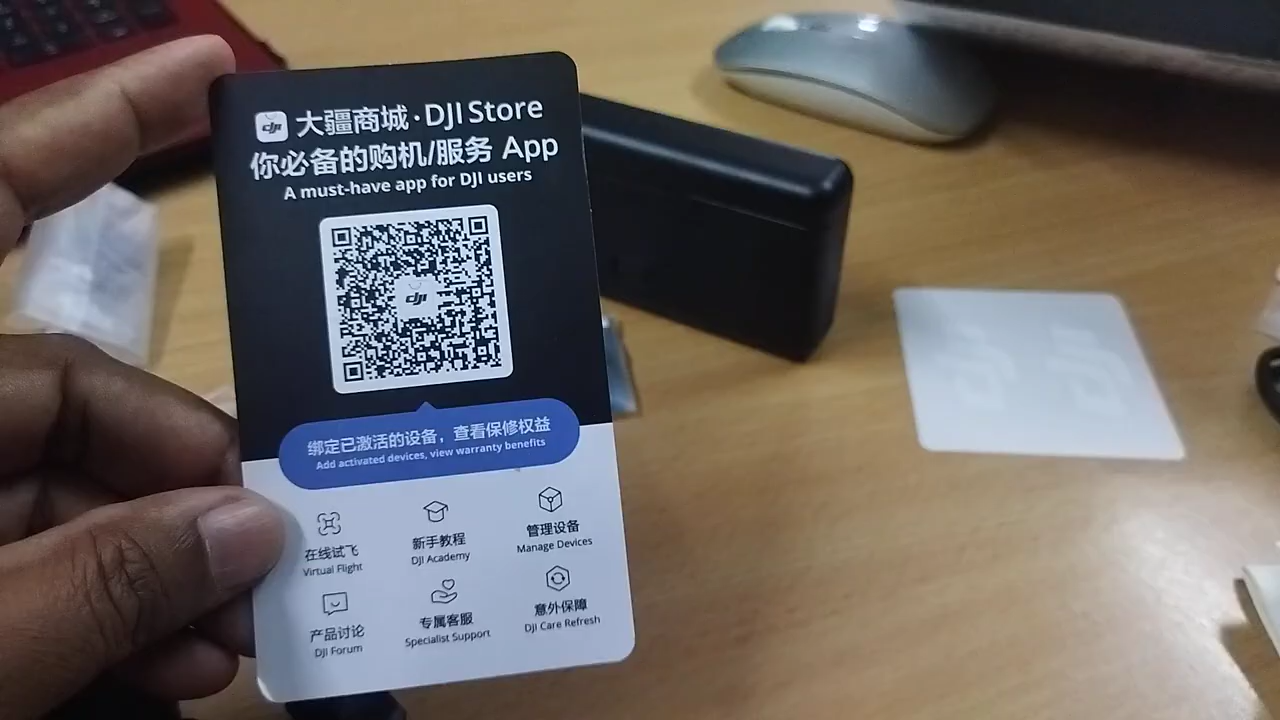 dji 大疆商城·DJI Store
你必备的购机/服务 App
A must-have app for DJI users
dji
绑定已激活的设备，查看保修权益
Add activated devices, view warranty benefits
在线试飞 新手教程 管理设备
Virtual Flight DJI Academy Manage Devices
产品讨论 专属客服 意外保障
DJI Forum Specialist Support DJI Care Refresh